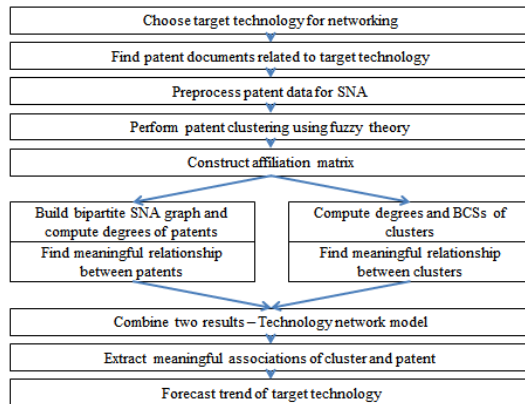 Choose target technology for networking
Find patent documents related to target technology
Preprocess patent data for SNA
Perform patent clustering using fuzzy theory
Construct affiliation matrix
Build bipartite SNA graph and
compute degrees of patents
Find meaningful relationship
between patents
Compute degrees and BCSs of
clusters
Find meaningful relationship
between clusters
Combine two results – Technology network model
Extract meaningful associations of cluster and patent
Forecast trend of target technology